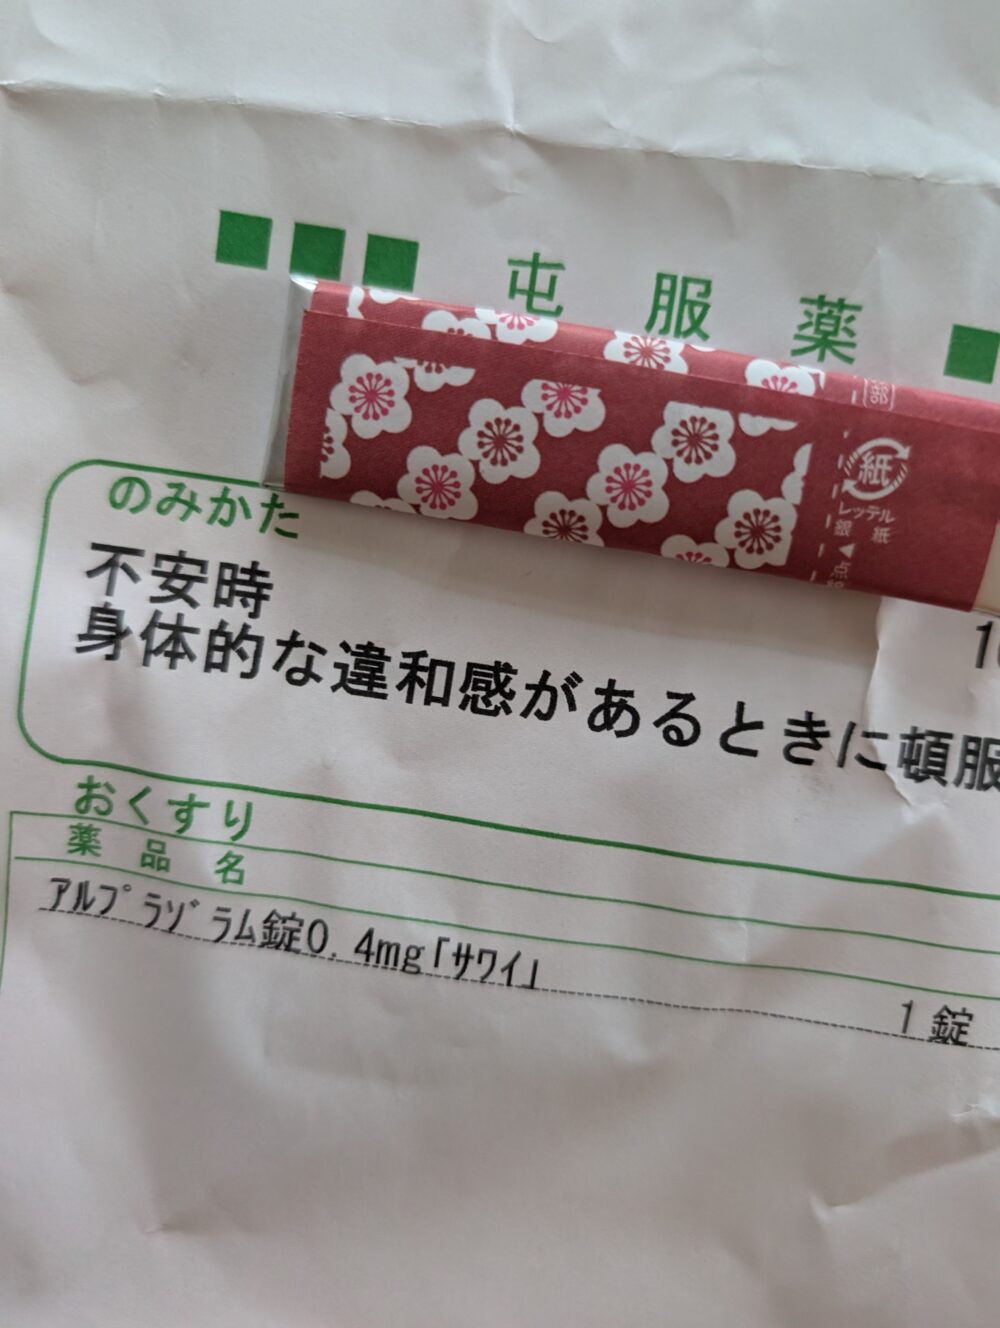 屯服薬
部
紙
レッテル
銀紙
のみかた
不安時
身体的な違和感があるときに頓服
おくすり
薬品名
アルプラゾラム錠0.4mg「サワイ」
1錠